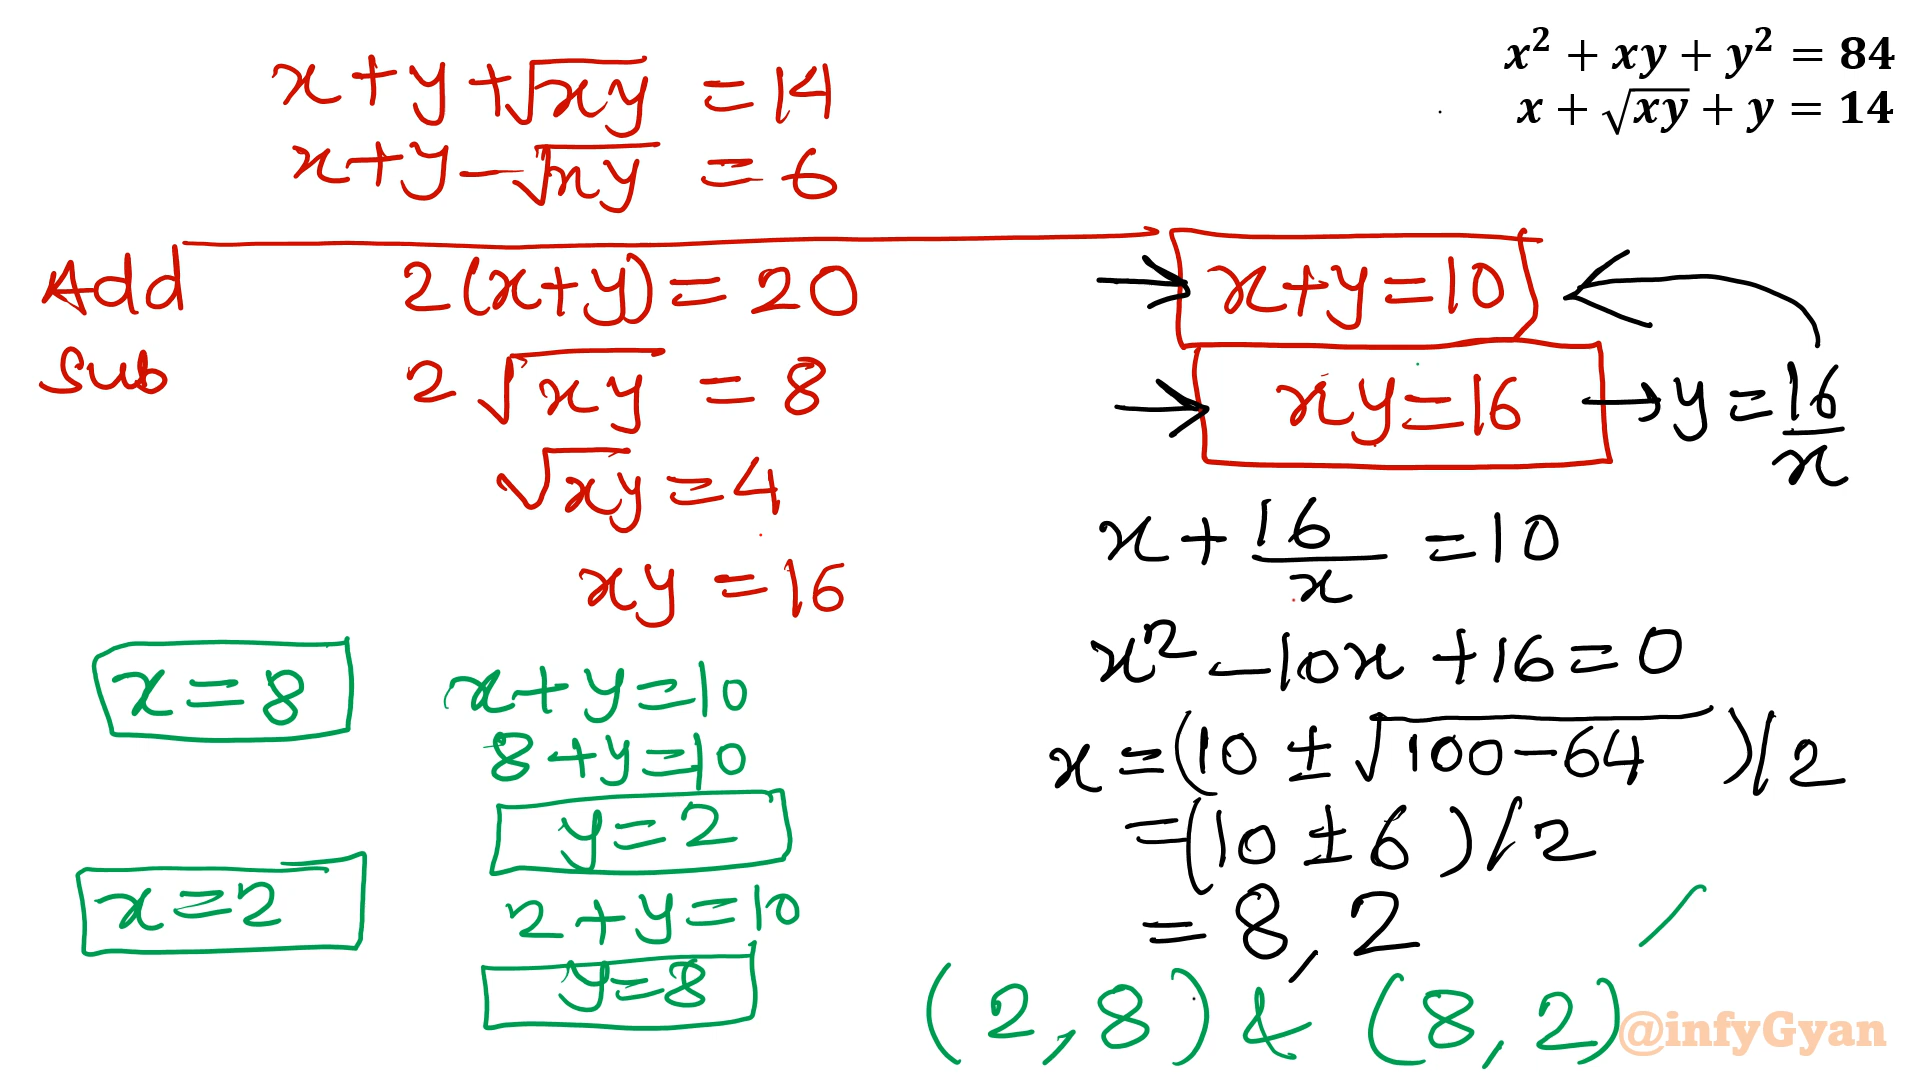 x² + xy + y² = 84
x + √xy + y = 14
x+y+√xy = 14
x+y-√xy = 6
Add 2(x+y) = 20 x+y=10
Sub 2√xy = 8 xy=16 → y = 16/x
√xy = 4
xy = 16
x + 16/x = 10
x² - 10x + 16 = 0
x = (10 ± √100-64)/2
= (10 ± 6)/2
= 8, 2
x = 8 x+y=10
8+y=10
y=2
x=2 2+y=10
y=8
(2,8) & (8,2)
@infyGyan